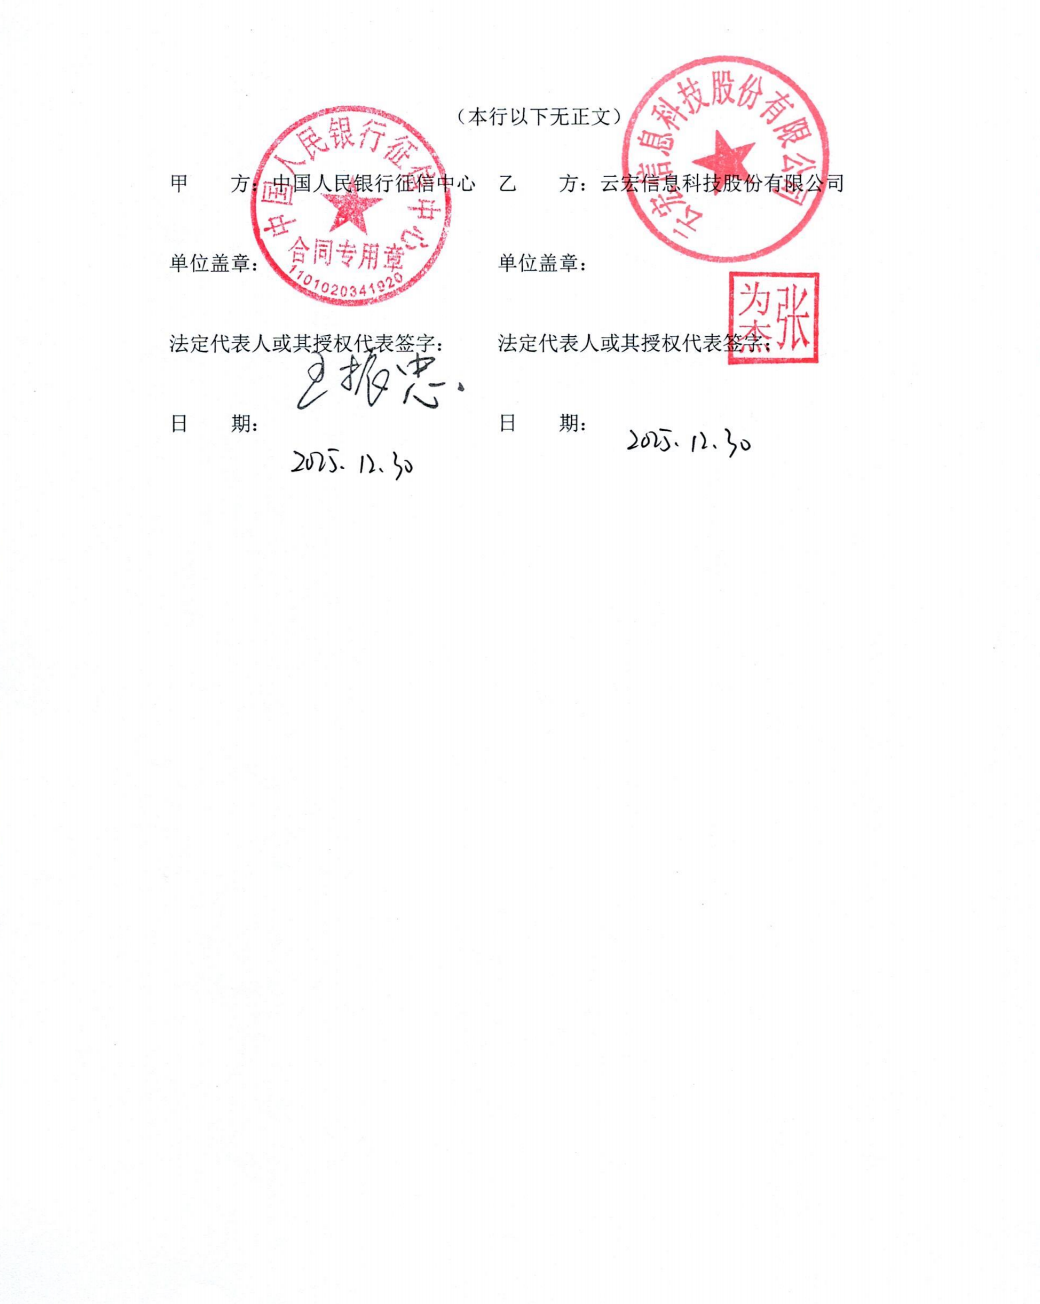 （本行以下无正文）
甲 方：中国人民银行征信中心 乙 方：云宏信息科技股份有限公司
单位盖章： 单位盖章：
法定代表人或其授权代表签字： 法定代表人或其授权代表签字：
王振忠.
日 期： 日 期：
2025.12.30 2025.12.30
中国人民银行征信中心
合同专用章
1101020341920
云宏信息科技股份有限公司
张为杰